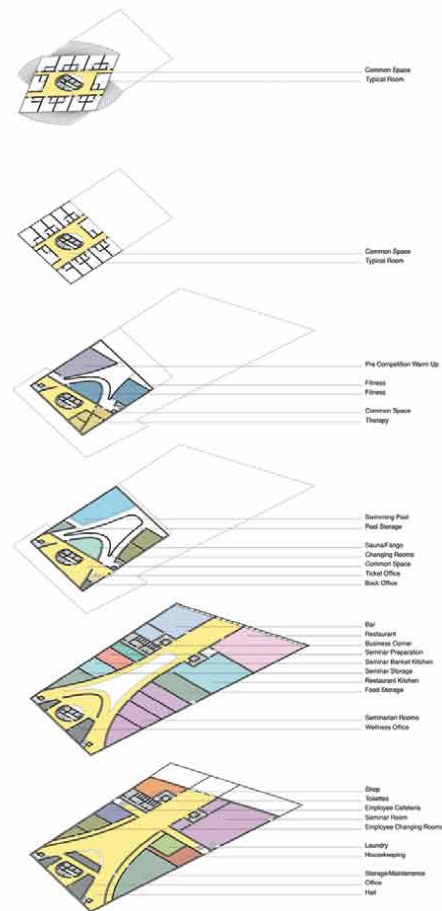 Common Space
Typical Room
Common Space
Typical Room
Pre Competition Warm Up
Fitness
Fitness
Common Space
Therapy
Swimming Pool
Pool Storage
Sauna/Fango
Changing Rooms
Common Space
Ticket Office
Back Office
Bar
Restaurant
Business Corner
Seminar Preparation
Seminar Banket Kitchen
Seminar Storage
Restaurant Kitchen
Food Storage
Seminarian Rooms
Wellness Office
Shop
Toilettes
Employee Cafeteria
Seminar Room
Employee Changing Rooms
Laundry
Housekeeping
Storage/Maintenance
Office
Hall